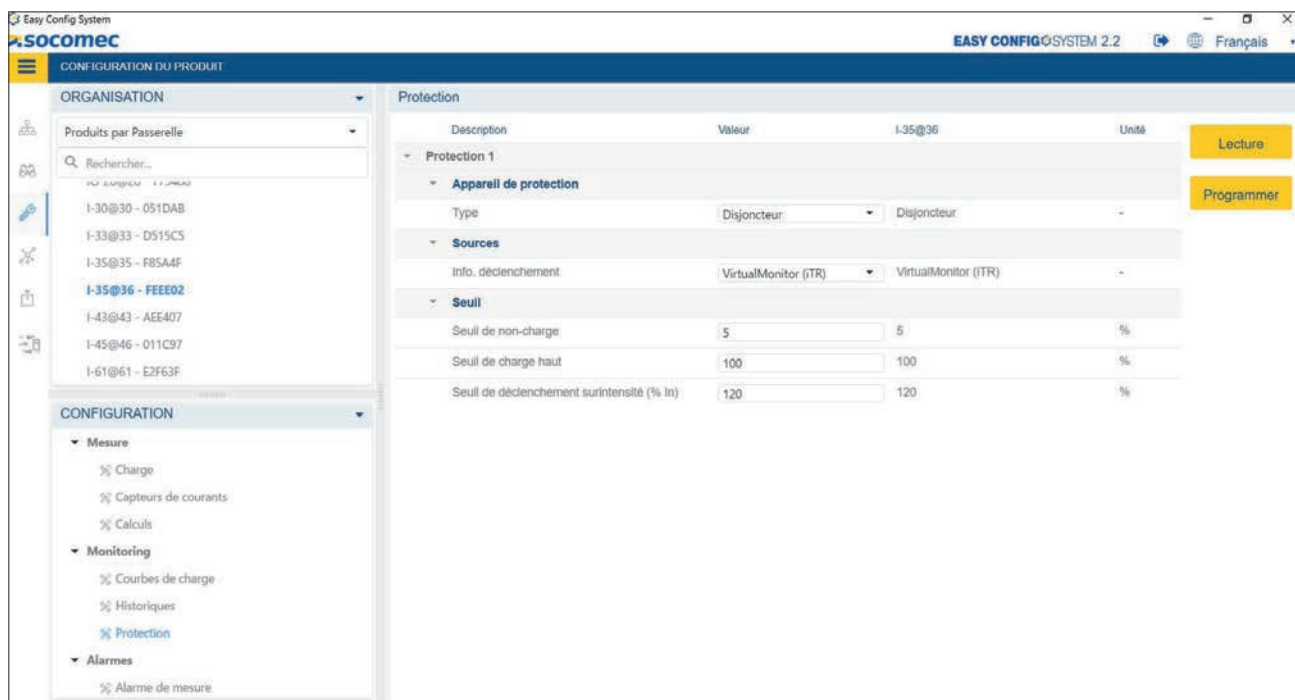 Easy Config System
socomec
EASY CONFIG SYSTEM 2.2
Français
CONFIGURATION DU PRODUIT
ORGANISATION
Produits par Passerelle
Rechercher...
I-30@30 - 051DAB
I-33@33 - D515C5
I-35@35 - F85A4F
I-35@36 - FEEE02
I-43@43 - AEE407
I-45@46 - 011C97
I-61@61 - E2F63F
CONFIGURATION
Mesure
Charge
Capteurs de courants
Calculs
Monitoring
Courbes de charge
Historiques
Protection
Alarmes
Alarme de mesure
Protection
Description Valeur I-35@36 Unité
Protection 1
Appareil de protection
Type Disjoncteur Disjoncteur -
Sources
Info. déclenchement VirtualMonitor (iTR) VirtualMonitor (iTR) -
Seuil
Seuil de non-charge 5 5 %
Seuil de charge haut 100 100 %
Seuil de déclenchement surintensité (% In) 120 120 %
Lecture
Programmer